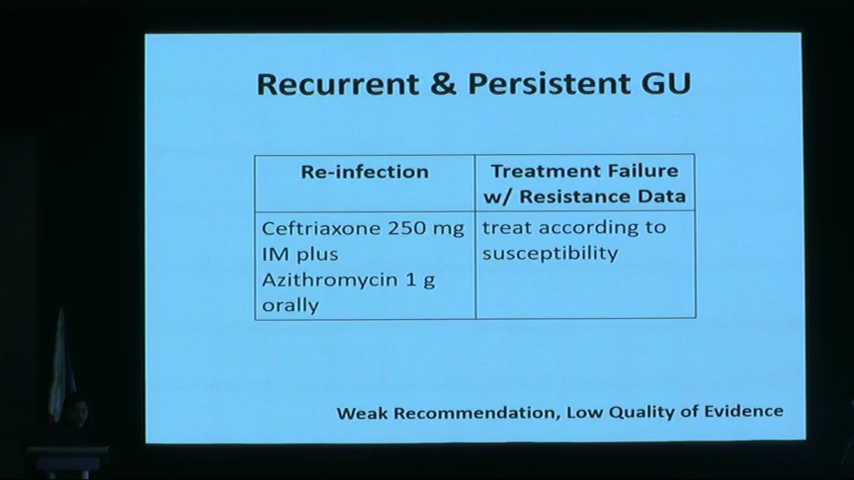 Recurrent & Persistent GU
Re-infection
Treatment Failure
w/ Resistance Data
Ceftriaxone 250 mg
IM plus
Azithromycin 1 g
orally
treat according to
susceptibility
Weak Recommendation, Low Quality of Evidence